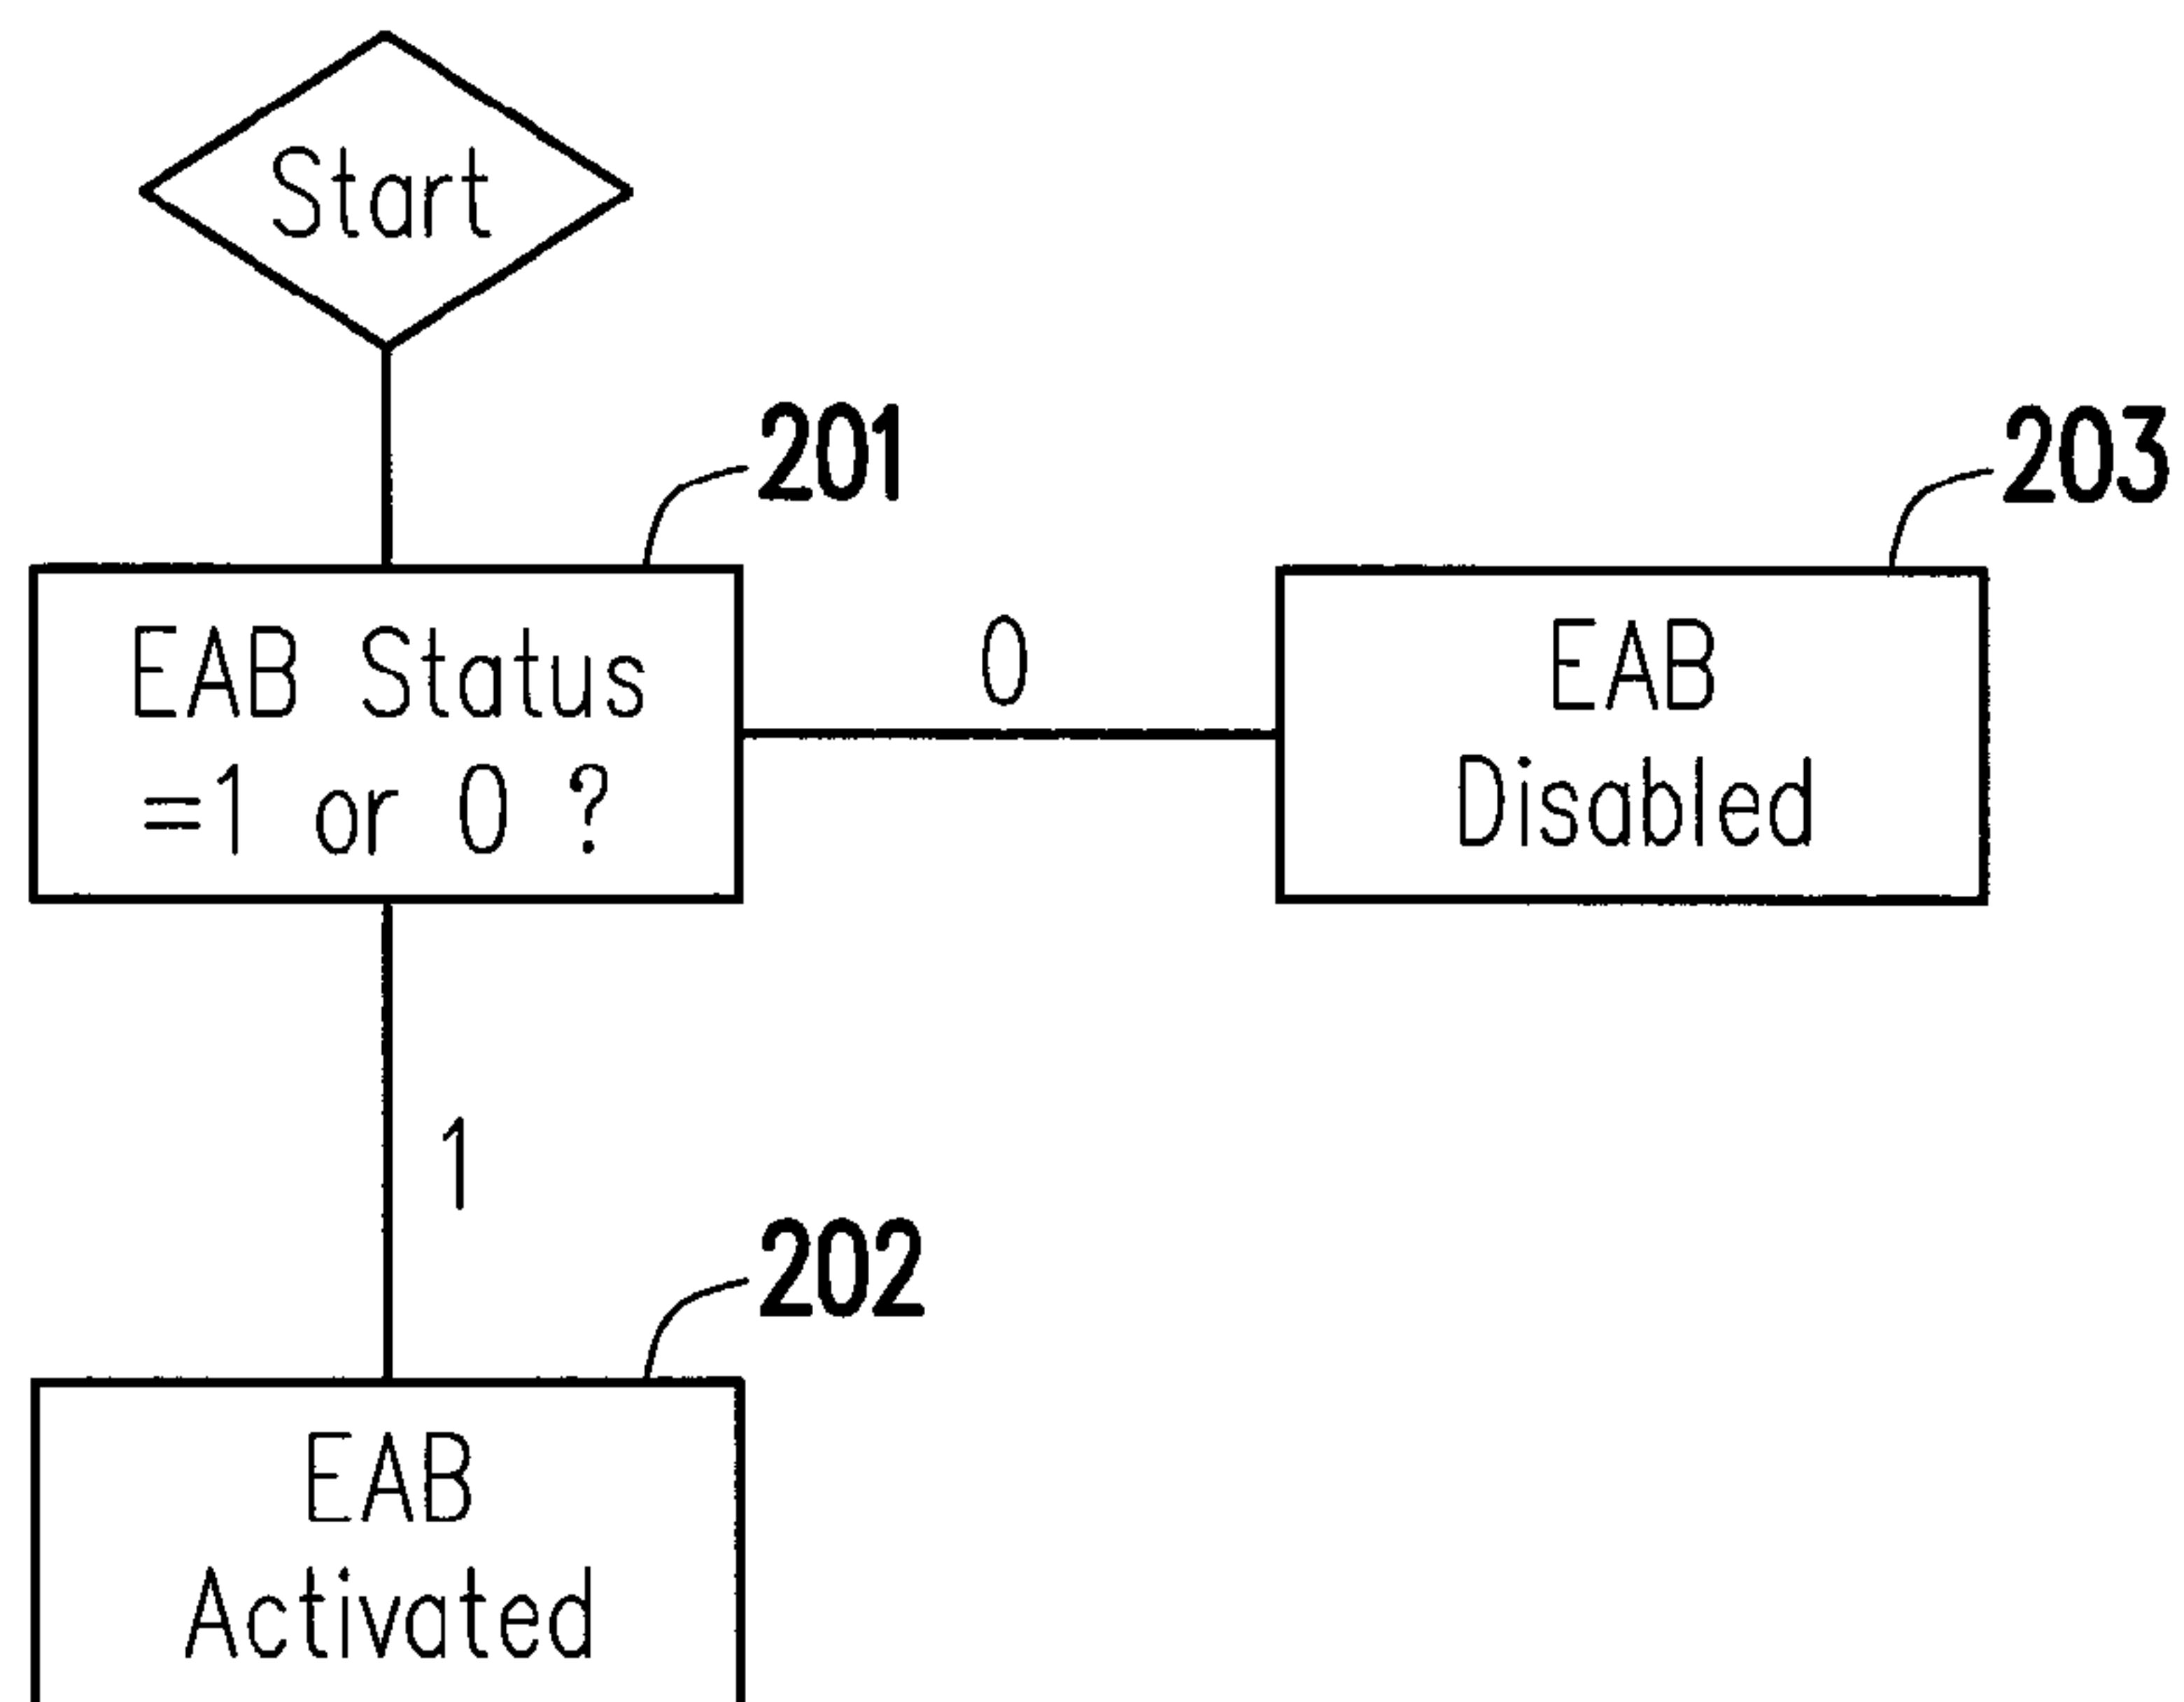 Start
201
203
EAB Status
=1 or 0 ?
0
EAB
Disabled
1
202
EAB
Activated